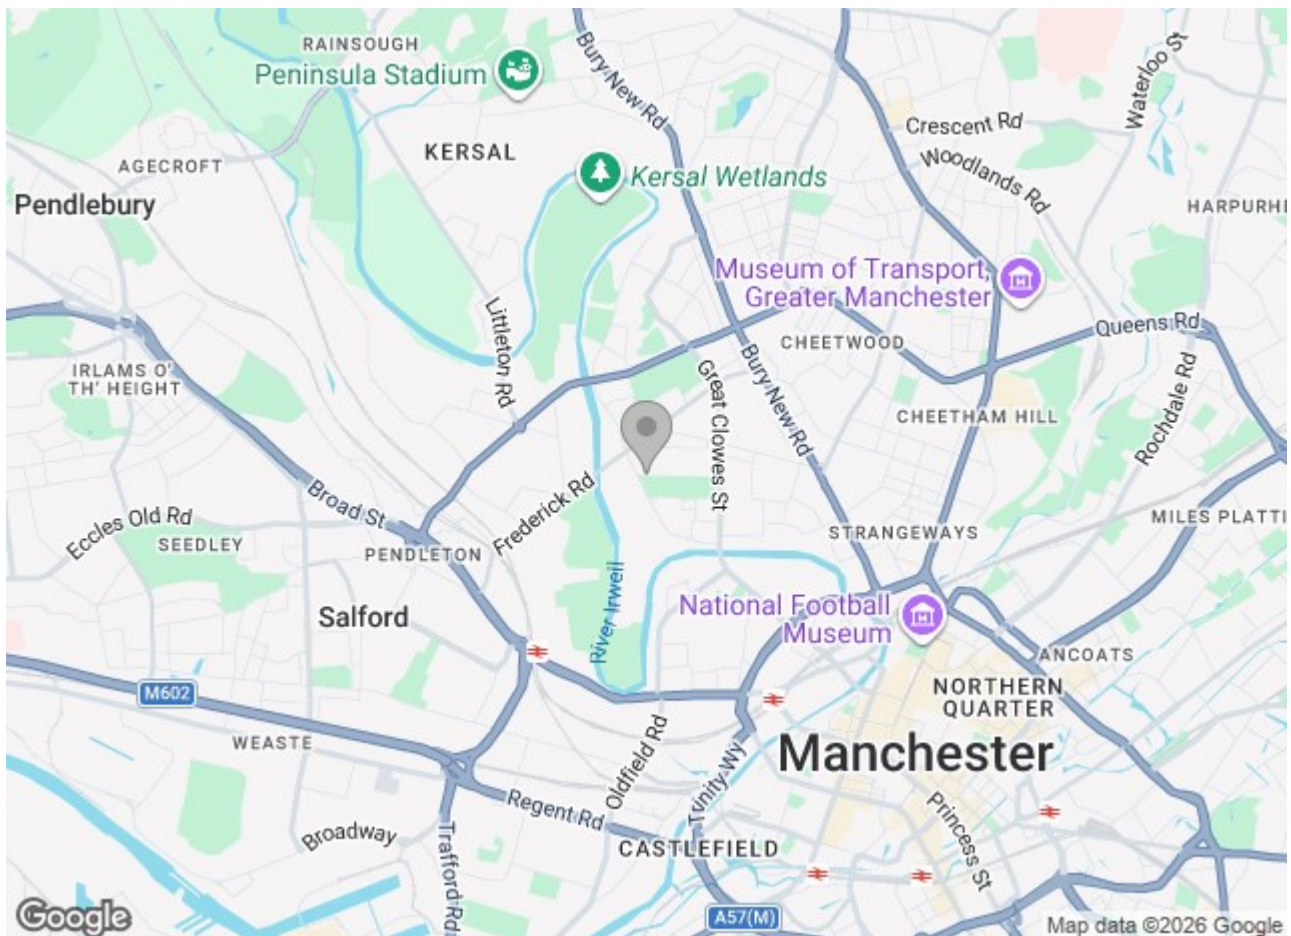 RAINSOUGH
Peninsula Stadium
Bury New Rd
Waterloo St
Crescent Rd
KERSAL
AGECROFT
Woodlands Rd
Kersal Wetlands
Pendlebury
HARPURHE
Museum of Transport,
Greater Manchester
Littleton Rd
Queens Rd
CHEETWOOD
IRLAMS O'
TH' HEIGHT
Great Clowes St
Bury New Rd
Rochdale Rd
CHEETHAM HILL
Broad St
Frederick Rd
Eccles Old Rd
SEEDLEY
PENDLETON
STRANGEWAYS
MILES PLATTI
River Irwell
Salford
National Football
Museum
ANCOATS
M602
NORTHERN
QUARTER
WEASTE
Oldfield Rd
Trinity Wy
Manchester
Regent Rd
Princess St
Broadway
Trafford Rd
CASTLEFIELD
A57(M)
Google
Map data ©2026 Google